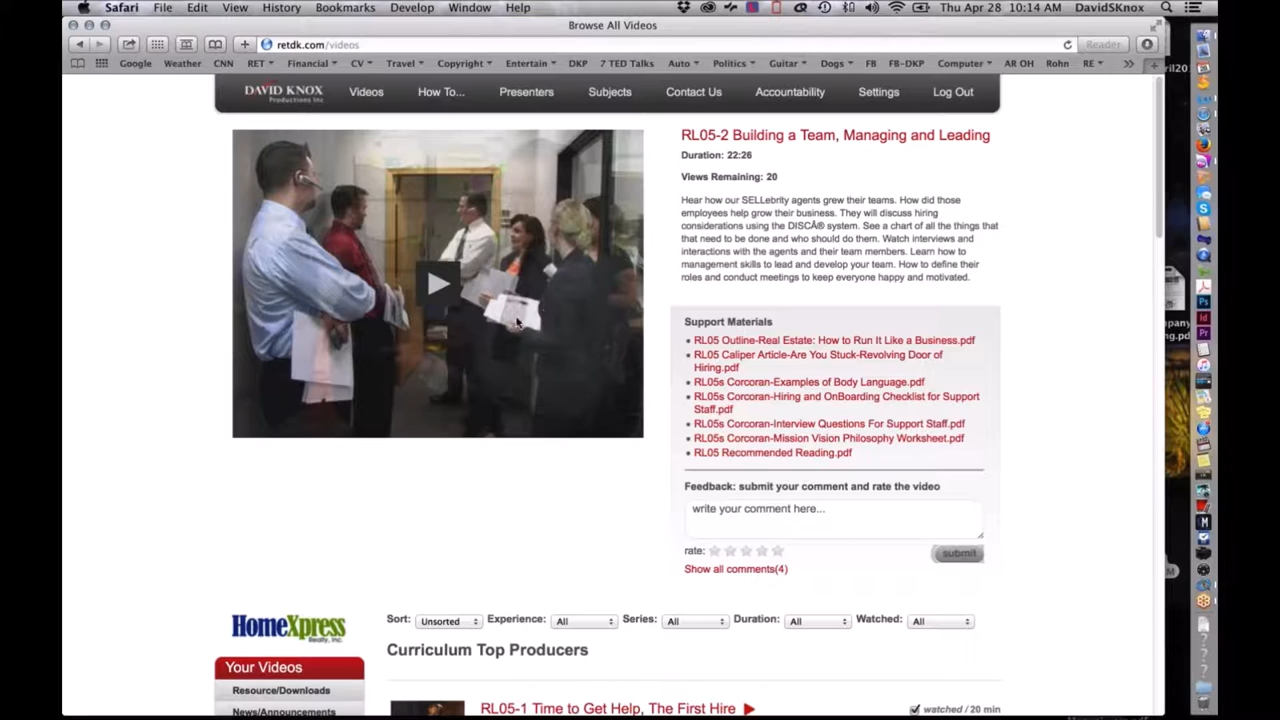 Safari File Edit View History Bookmarks Develop Window Help Thu Apr 28 10:14 AM DavidSKnox
Browse All Videos
retdk.com/videos Reader
Google Weather CNN RET Financial CV Travel Copyright Entertain DKP 7 TED Talks Auto Politics Guitar Dogs FB FB-DKP Computer AR OH Rohn RE
DAVID KNOX
Productions Inc
Videos How To... Presenters Subjects Contact Us Accountability Settings Log Out
RL05-2 Building a Team, Managing and Leading
Duration: 22:26
Views Remaining: 20
Hear how our SELLebrity agents grew their teams. How did those
employees help grow their business. They will discuss hiring
considerations using the DISCÂ® system. See a chart of all the things that
that need to be done and who should do them. Watch interviews and
interactions with the agents and their team members. Learn how to
management skills to lead and develop your team. How to define their
roles and conduct meetings to keep everyone happy and motivated.
Support Materials
RL05 Outline-Real Estate: How to Run It Like a Business.pdf
RL05 Caliper Article-Are You Stuck-Revolving Door of
Hiring.pdf
RL05s Corcoran-Examples of Body Language.pdf
RL05s Corcoran-Hiring and OnBoarding Checklist for Support
Staff.pdf
RL05s Corcoran-Interview Questions For Support Staff.pdf
RL05s Corcoran-Mission Vision Philosophy Worksheet.pdf
RL05 Recommended Reading.pdf
Feedback: submit your comment and rate the video
write your comment here...
rate: submit
Show all comments(4)
HomeXpress
Realty, Inc.
Sort: Unsorted Experience: All Series: All Duration: All Watched: All
Curriculum Top Producers
Your Videos
Resource/Downloads
News/Announcements
RL05-1 Time to Get Help, The First Hire watched / 20 min